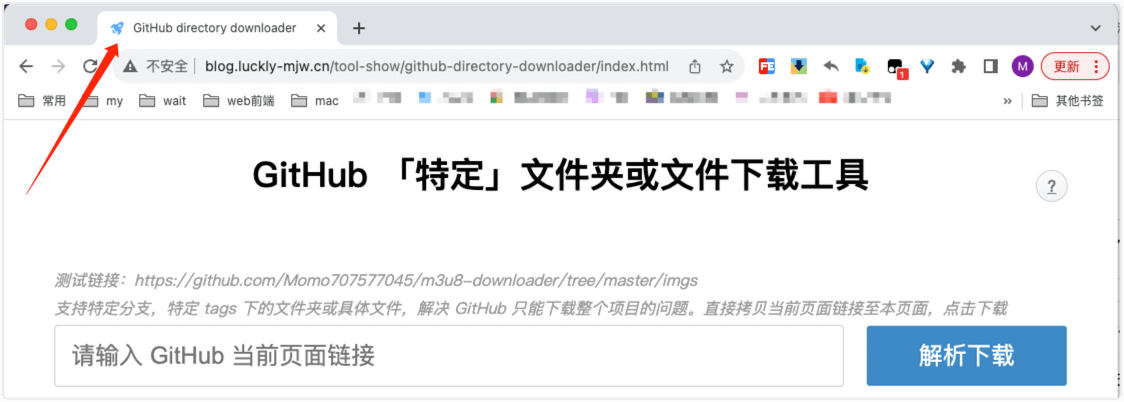 GitHub directory downloader
不安全 blog.luckly-mjw.cn/tool-show/github-directory-downloader/index.html FE 1 M 更新
常用 my wait web前端 mac » 其他书签
GitHub 「特定」文件夹或文件下载工具
?
测试链接：https://github.com/Momo707577045/m3u8-downloader/tree/master/imgs
支持特定分支，特定 tags 下的文件夹或具体文件，解决 GitHub 只能下载整个项目的问题。直接拷贝当前页面链接至本页面，点击下载
请输入 GitHub 当前页面链接 解析下载